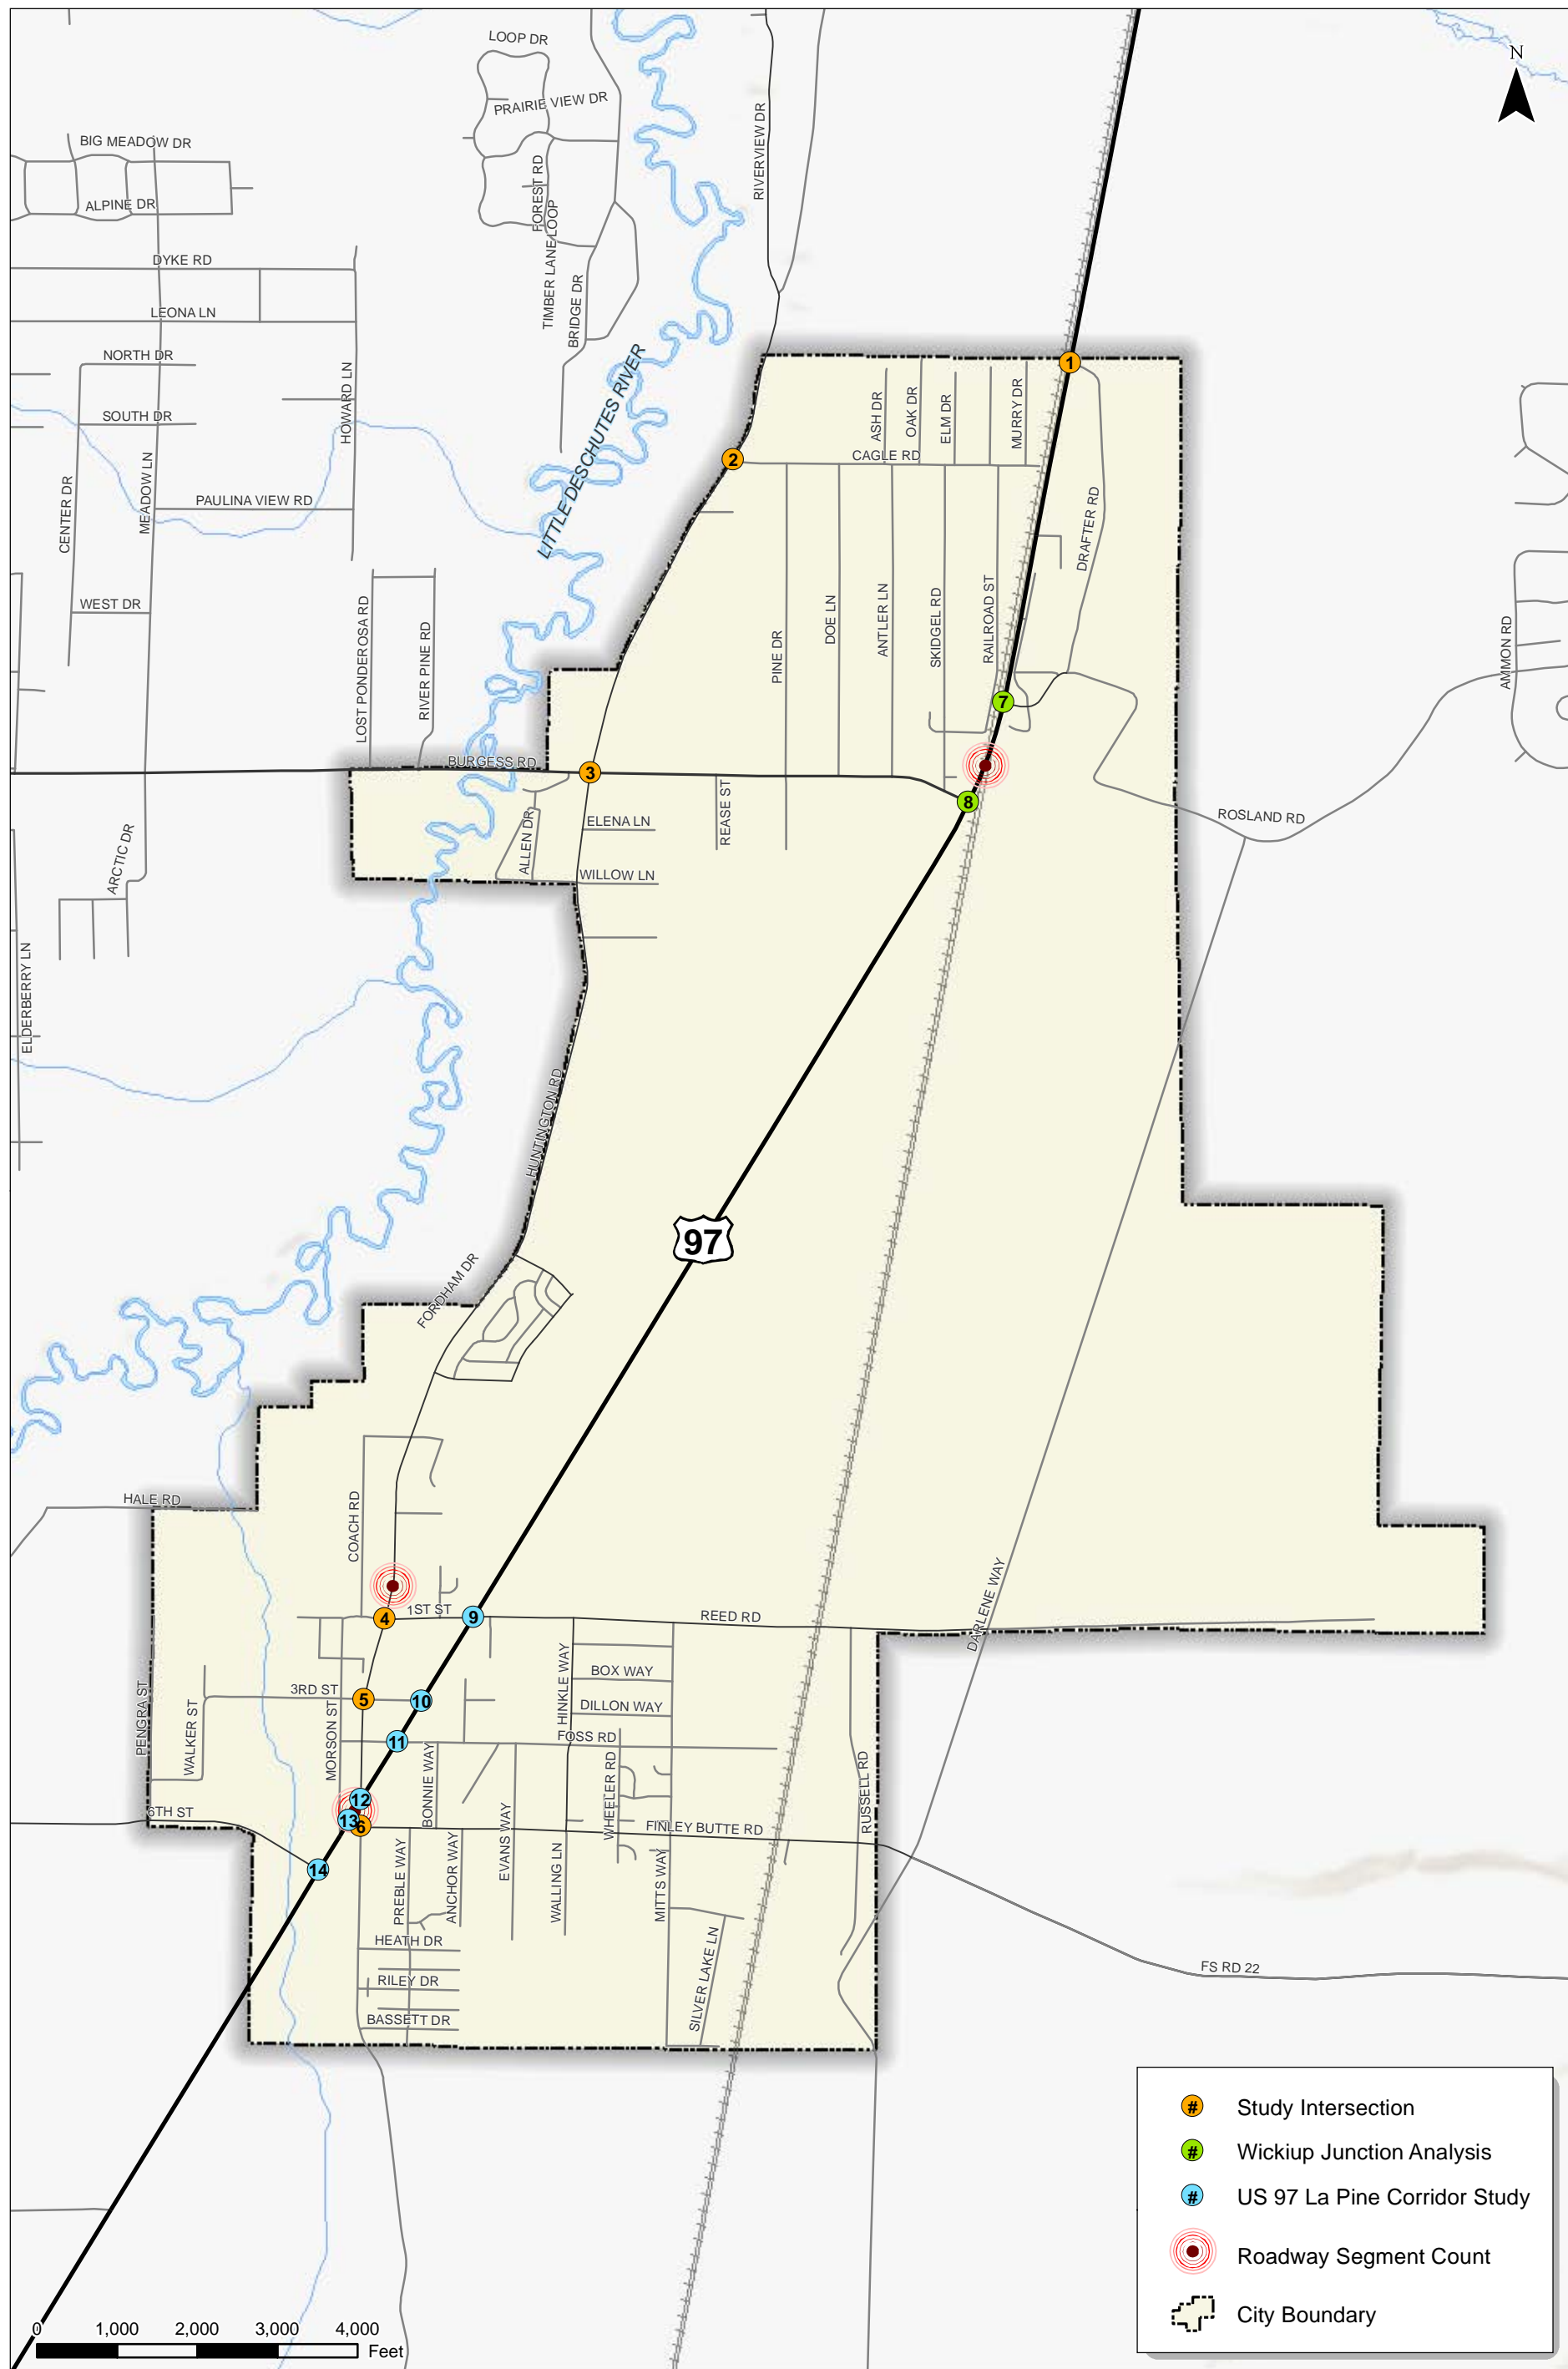 LOOP DR
N
PRAIRIE VIEW DR
RIVERVIEW DR
BIG MEADOW DR
FOREST RD
ALPINE DR
TIMBER LANE LOOP
DYKE RD
BRIDGE DR
LEONA LN
NORTH DR
HOWARD LN
LITTLE DESCHUTES RIVER
1
ASH DR
OAK DR
ELM DR
MURRY DR
SOUTH DR
CAGLE RD
2
CENTER DR
MEADOW LN
PAULINA VIEW RD
DRAFTER RD
WEST DR
LOST PONDEROSA RD
RIVER PINE RD
PINE DR
DOE LN
ANTLER LN
SKIDGEL RD
RAILROAD ST
AMMON RD
7
BURGESS RD
3
8
ROSLAND RD
ARCTIC DR
ALLEN DR
ELENA LN
REASE ST
WILLOW LN
ELDERBERRY LN
HUNTINGTON RD
97
FORDHAM DR
HALE RD
COACH RD
DARLENE WAY
4
1ST ST
9
REED RD
PENGRA ST
WALKER ST
3RD ST
5
10
MORSON ST
HINKLE WAY
BOX WAY
DILLON WAY
11
FOSS RD
BONNIE WAY
WHEELER RD
RUSSELL RD
12
6TH ST
13
6
FINLEY BUTTE RD
14
PREBLE WAY
ANCHOR WAY
EVANS WAY
WALLING LN
MITTS WAY
HEATH DR
SILVER LAKE LN
FS RD 22
RILEY DR
BASSETT DR
# Study Intersection
# Wickiup Junction Analysis
# US 97 La Pine Corridor Study
Roadway Segment Count
City Boundary
0 1,000 2,000 3,000 4,000
Feet